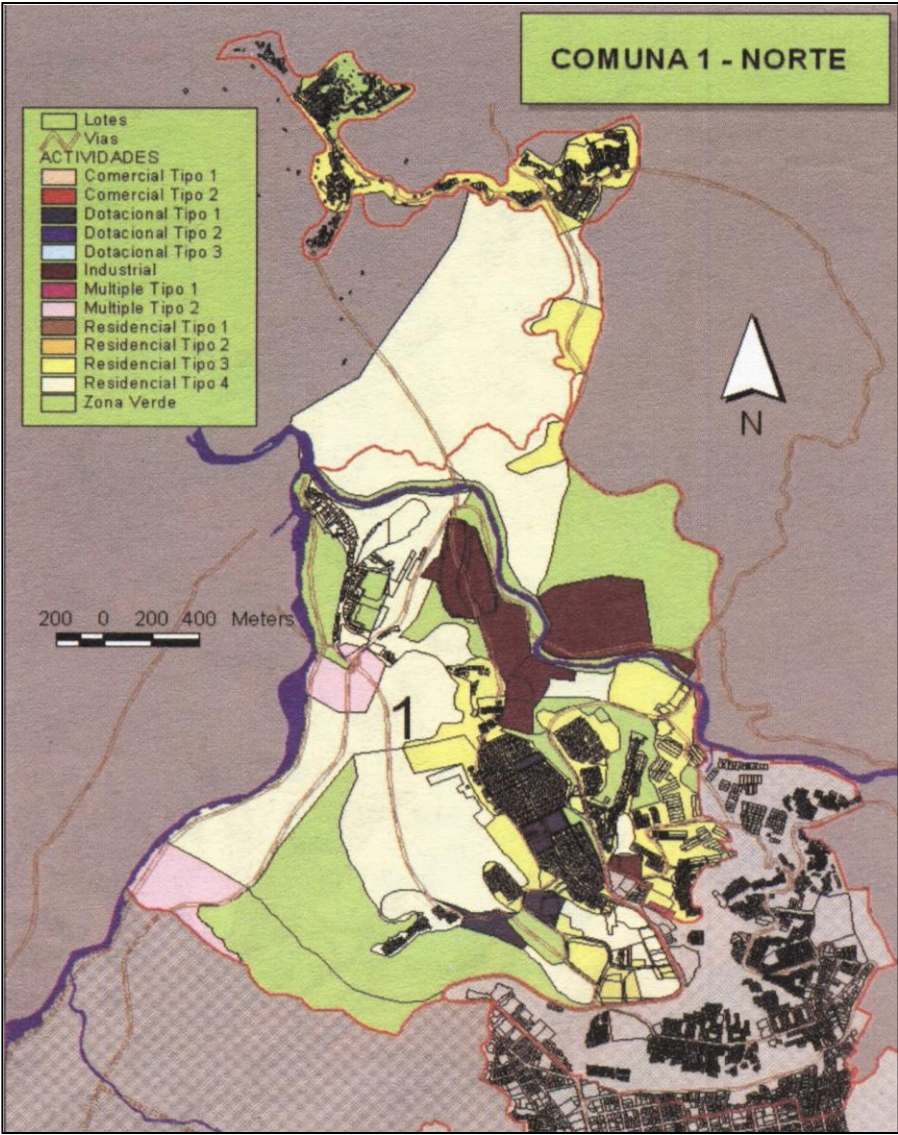 COMUNA 1 - NORTE
Lotes
Vias
ACTIVIDADES
Comercial Tipo 1
Comercial Tipo 2
Dotacional Tipo 1
Dotacional Tipo 2
Dotacional Tipo 3
Industrial
Multiple Tipo 1
Multiple Tipo 2
Residencial Tipo 1
Residencial Tipo 2
Residencial Tipo 3
Residencial Tipo 4
Zona Verde
N
200 0 200 400 Meters
1